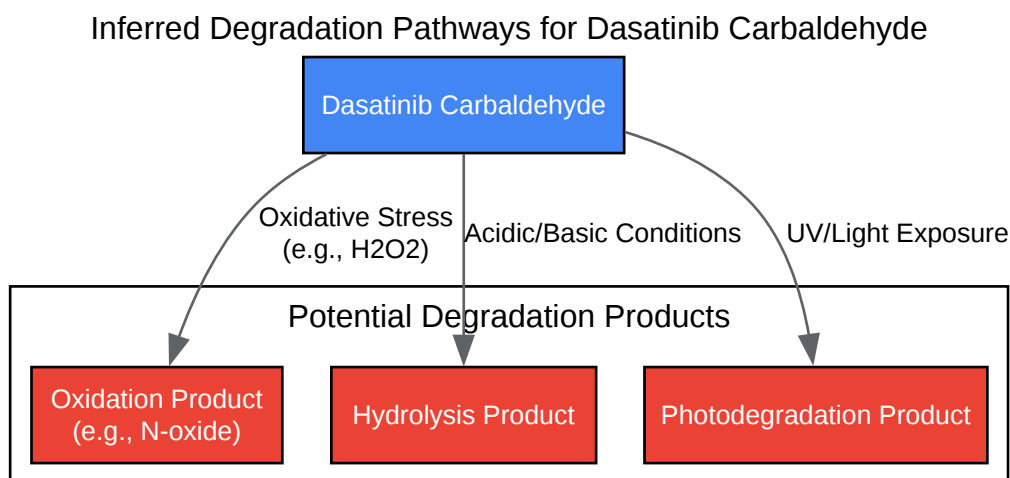 Inferred Degradation Pathways for Dasatinib Carbaldehyde
Dasatinib Carbaldehyde
Oxidative Stress
(e.g., H2O2)
Acidic/Basic Conditions
UV/Light Exposure
Potential Degradation Products
Oxidation Product
(e.g., N-oxide)
Hydrolysis Product
Photodegradation Product